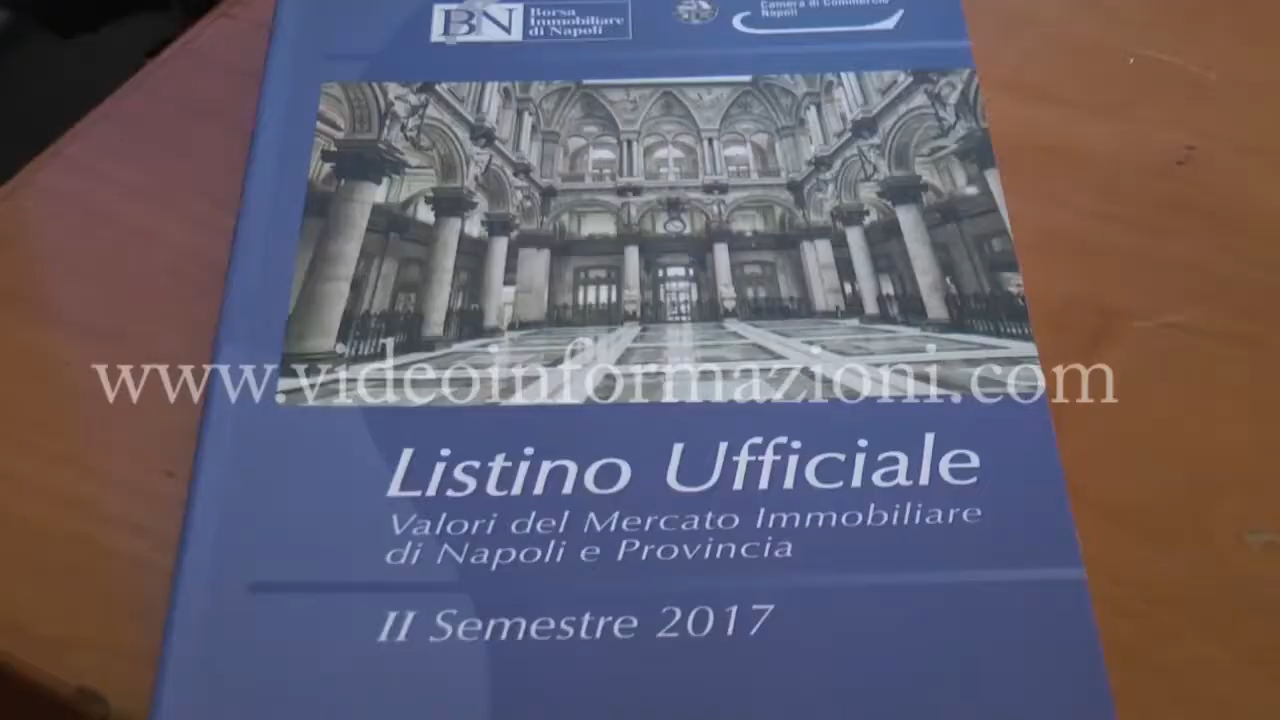 BN Borsa
Immobiliare
di Napoli
Camera di Commercio
Napoli
www.videoinformazioni.com
Listino Ufficiale
Valori del Mercato Immobiliare
di Napoli e Provincia
II Semestre 2017